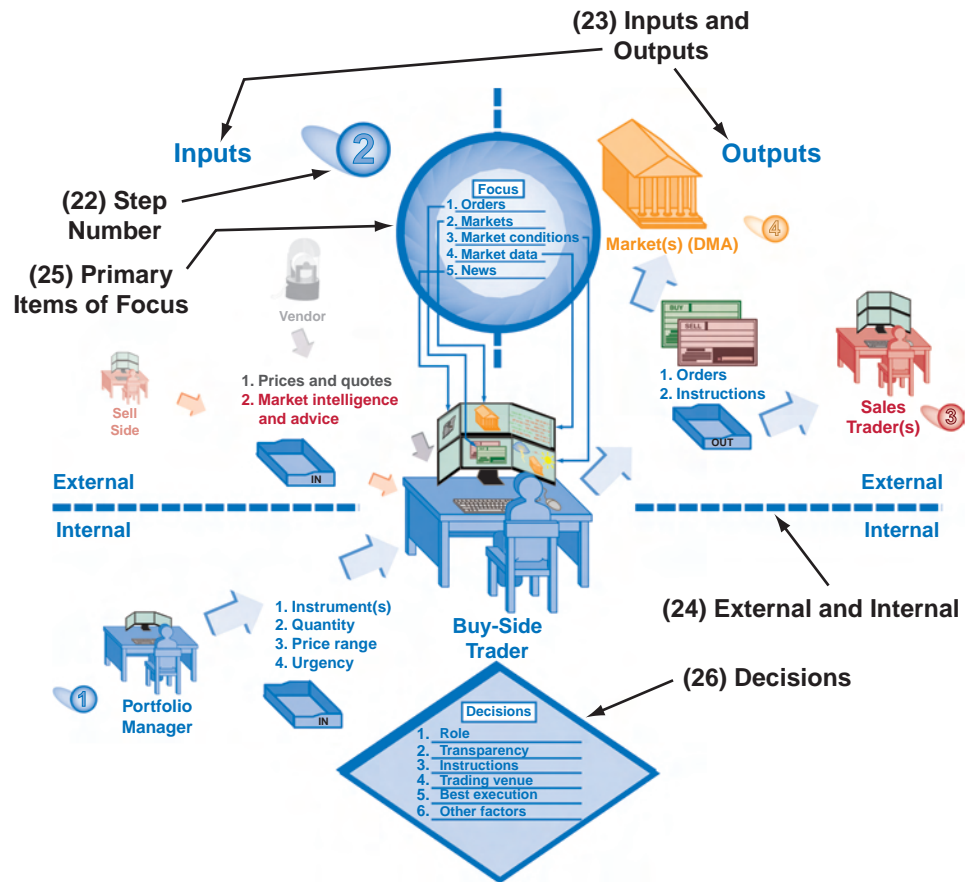 (23) Inputs and
Outputs
Inputs
2
Outputs
(22) Step
Number
(25) Primary
Items of Focus
Focus
1. Orders
2. Markets
3. Market conditions
4. Market data
5. News
Market(s) (DMA)
4
Vendor
BUY
SELL
Sell
Side
1. Prices and quotes
2. Market intelligence
and advice
IN
1. Orders
2. Instructions
OUT
Sales
Trader(s)
3
External
Internal
External
Internal
(24) External and Internal
1. Instrument(s)
2. Quantity
3. Price range
4. Urgency
IN
1
Portfolio
Manager
Buy-Side
Trader
(26) Decisions
Decisions
1. Role
2. Transparency
3. Instructions
4. Trading venue
5. Best execution
6. Other factors